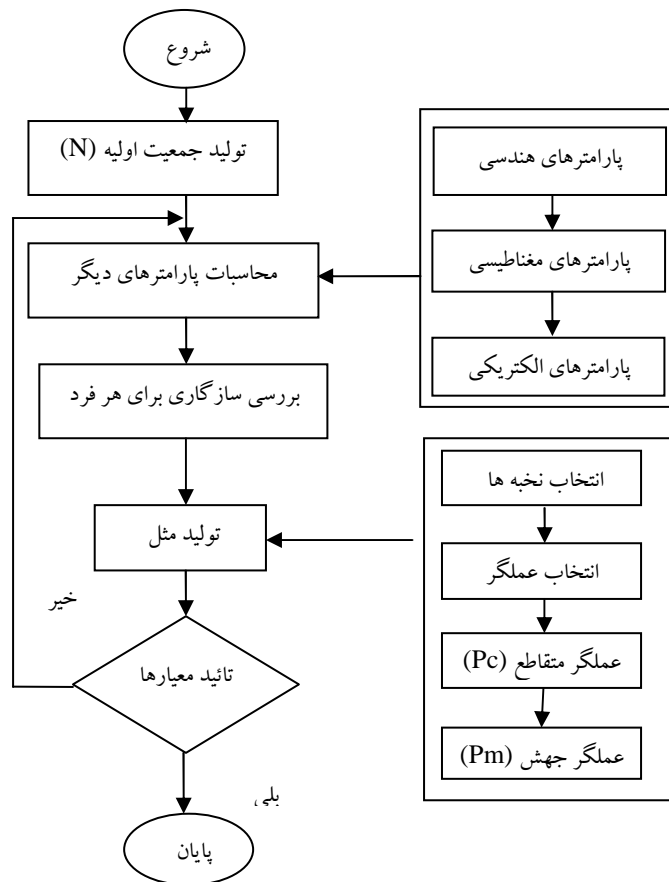 شروع
تولید جمعیت اولیه (N)
محاسبات پارامترهای دیگر
بررسی سازگاری برای هر فرد
تولید مثل
خیر
تائید معیارها
بلی
پایان
پارامترهای هندسی
پارامترهای مغناطیسی
پارامترهای الکتریکی
انتخاب نخبه ها
انتخاب عملگر
عملگر متقاطع (Pc)
عملگر جهش (Pm)